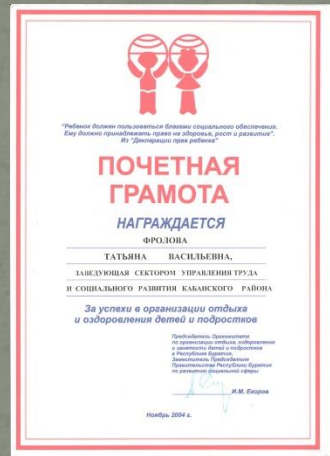 "Ребенок должен пользоваться благами социального обеспечения.
Ему должно принадлежать право на здоровье, рост и развитие".
Из "Декларации прав ребенка"
ПОЧЕТНАЯ
ГРАМОТА
НАГРАЖДАЕТСЯ
ФРОЛОВА
ТАТЬЯНА ВАСИЛЬЕВНА,
ЗАВЕДУЮЩАЯ СЕКТОРОМ УПРАВЛЕНИЯ ТРУДА
И СОЦИАЛЬНОГО РАЗВИТИЯ КАБАНСКОГО РАЙОНА
За успехи в организации отдыха
и оздоровления детей и подростков
Председатель Оргкомитета
по организации отдыха, оздоровления
и занятости детей и подростков
в Республике Бурятия,
Заместитель Председателя
Правительства Республики Бурятия
по развитию социальной сферы
И.М. Егоров
Ноябрь 2004 г.